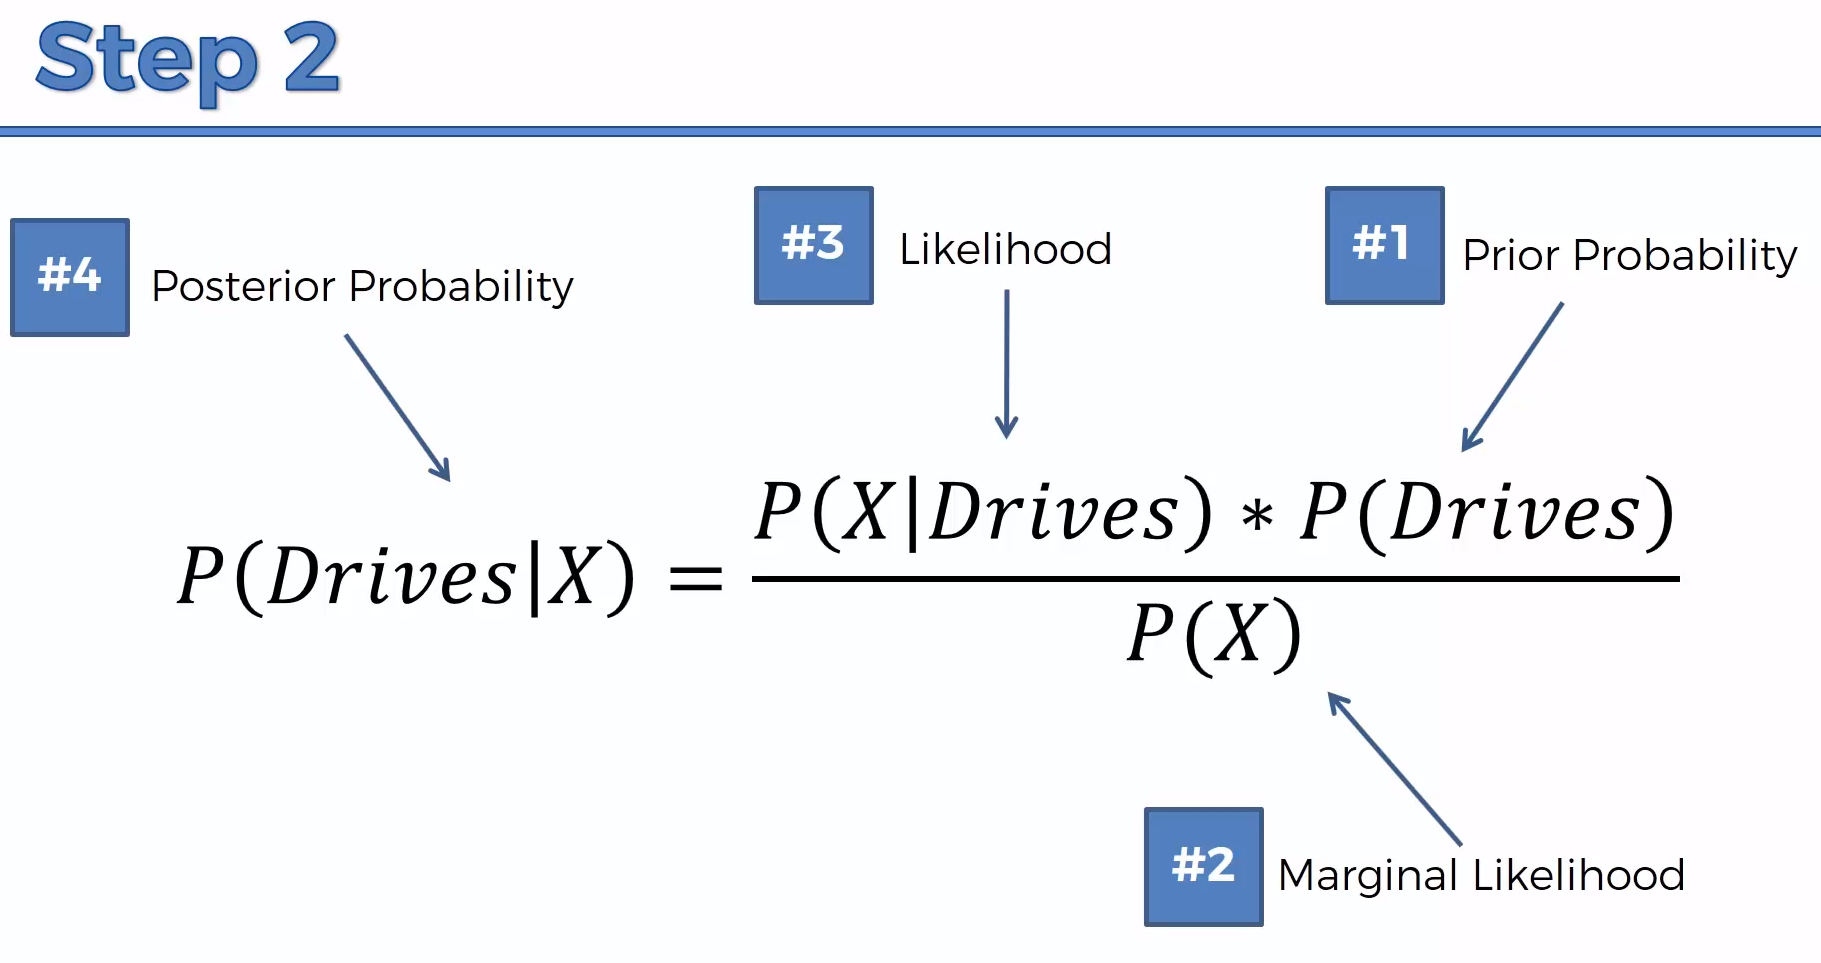 Step 2
#4
Posterior Probability
#3
Likelihood
#1
Prior Probability
P(Drives|X) = P(X|Drives) * P(Drives)
P(X)
#2
Marginal Likelihood